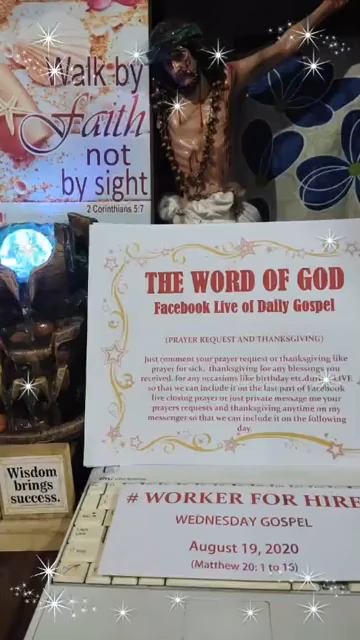 Walk by
Faith
not
by sight
2 Corinthians 5:7
THE WORD OF GOD
Facebook Live of Daily Gospel
(PRAYER REQUEST AND THANKSGIVING)
Just comment your prayer request or thanksgiving like
prayer for sick, thanksgiving for any blessings you
received, for any occasions like birthday etc. LIVE
so that we can include it on the last part of Facebook
live closing prayer or just private message me your
prayers requests and thanksgiving anytime on my
messenger so that we can include it on the following
day.
Wisdom
brings
success.
# WORKER FOR HIRE
WEDNESDAY GOSPEL
August 19, 2020
(Matthew 20: 1 to 16)